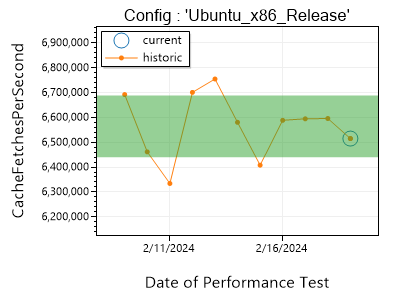 Config : 'Ubuntu_x86_Release'
current
historic
CacheFetchesPerSecond
6,900,000
6,800,000
6,700,000
6,600,000
6,500,000
6,400,000
6,300,000
6,200,000
2/11/2024
2/16/2024
Date of Performance Test